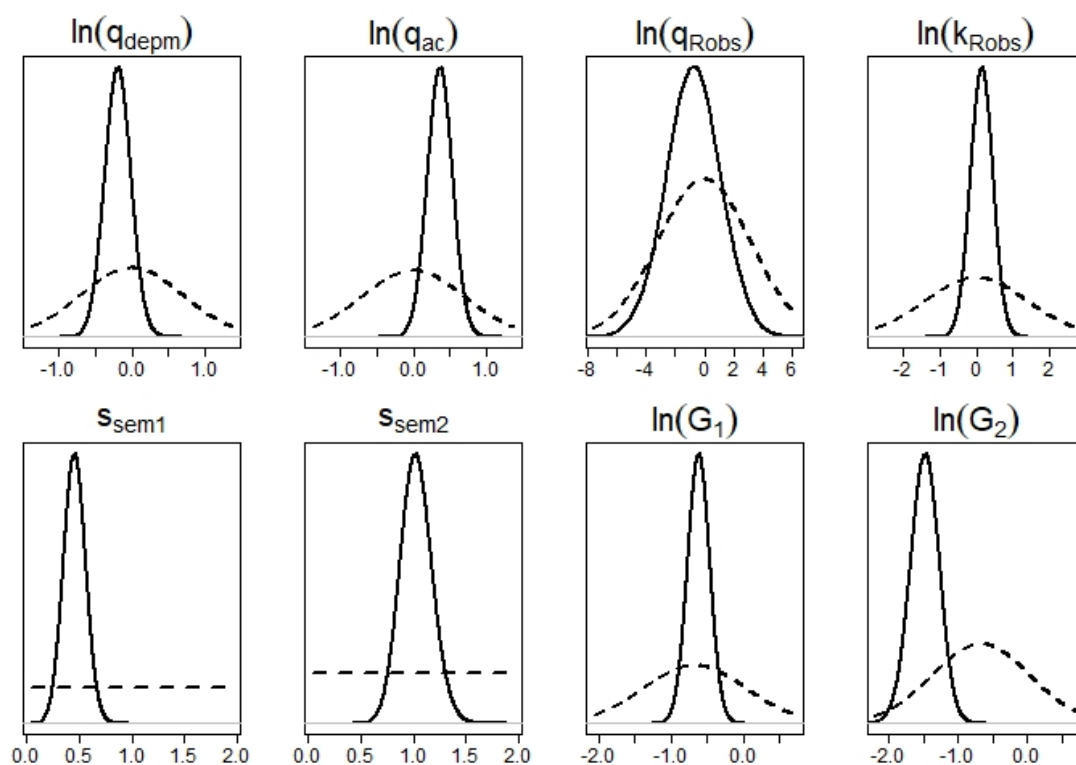 ln(q_depm) ln(q_ac) ln(q_Robs) ln(k_Robs)
-1.0 0.0 1.0 -1.0 0.0 1.0 -8 -4 0 2 4 6 -2 -1 0 1 2
s_sem1 s_sem2 ln(G_1) ln(G_2)
0.0 0.5 1.0 1.5 2.0 0.0 0.5 1.0 1.5 2.0 -2.0 -1.0 0.0 -2.0 -1.0 0.0